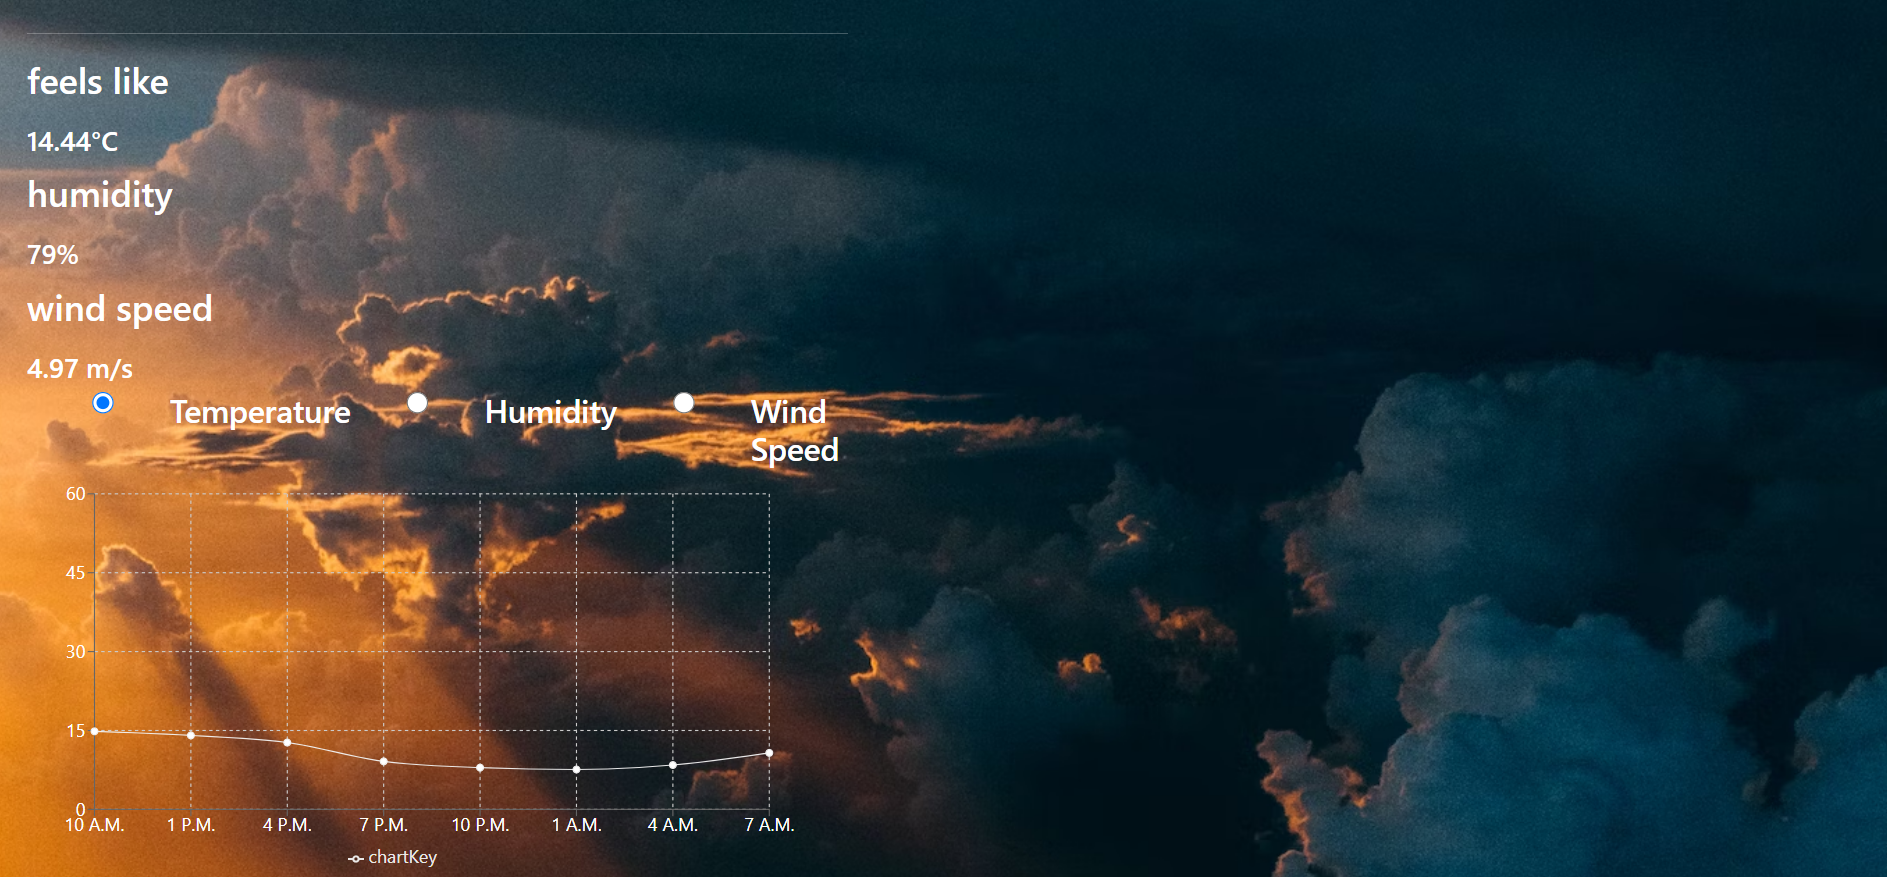 feels like
14.44°C
humidity
79%
wind speed
4.97 m/s
Temperature
Humidity
Wind
Speed
60
45
30
15
0
10 A.M. 1 P.M. 4 P.M. 7 P.M. 10 P.M. 1 A.M. 4 A.M. 7 A.M.
chartKey